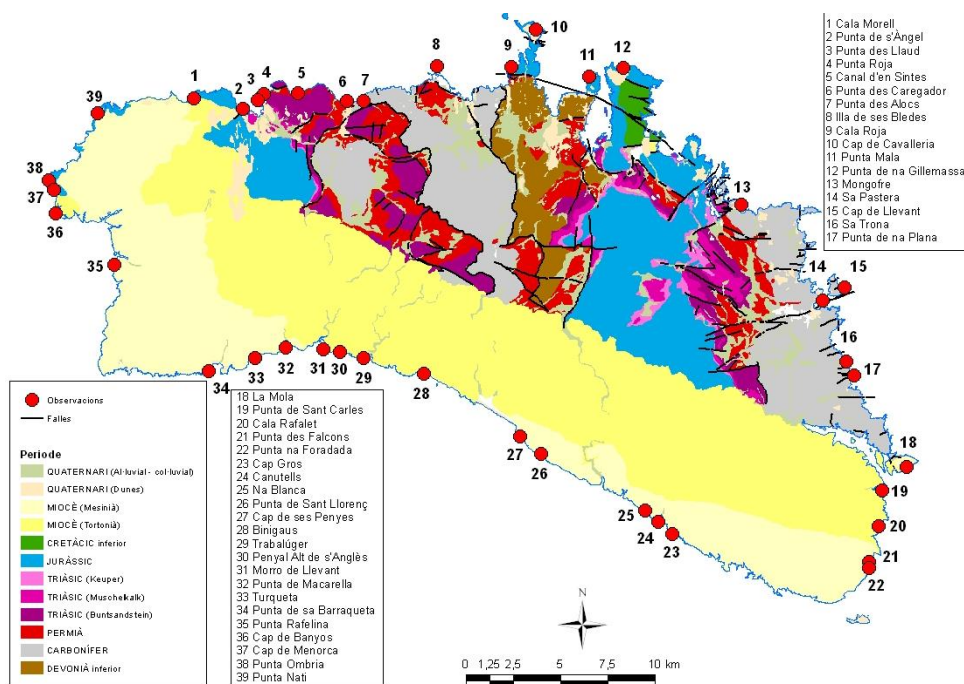 1 Cala Morell
2 Punta de s'Àngel
3 Punta des Llaud
4 Punta Roja
5 Canal d'en Sintes
6 Punta des Caregador
7 Punta des Alocs
8 Illa de ses Bledes
9 Cala Roja
10 Cap de Cavalleria
11 Punta Mala
12 Punta de na Gillemassa
13 Mongofre
14 Sa Pastera
15 Cap de Llevant
16 Sa Trona
17 Punta de na Plana
1
2
3
4
5
6
7
8
9
10
11
12
13
14
15
16
17
18
19
20
21
22
23
24
25
26
27
28
29
30
31
32
33
34
35
36
37
38
39
Observacions
Falles
Periode
QUATERNARI (Al·luvial - col·luvial)
QUATERNARI (Dunes)
MIOCÈ (Mesinià)
MIOCÈ (Tortonià)
CRETÀCIC inferior
JURÀSSIC
TRIÀSIC (Keuper)
TRIÀSIC (Muschelkalk)
TRIÀSIC (Buntsandstein)
PERMIÀ
CARBONÍFER
DEVONIÀ inferior
18 La Mola
19 Punta de Sant Carles
20 Cala Rafalet
21 Punta des Falcons
22 Punta na Foradada
23 Cap Gros
24 Canutells
25 Na Blanca
26 Punta de Sant Llorenç
27 Cap de ses Penyes
28 Binigaus
29 Trabalúger
30 Penyal Alt de s'Anglès
31 Morro de Llevant
32 Punta de Macarella
33 Turqueta
34 Punta de sa Barraqueta
35 Punta Rafelina
36 Cap de Banyos
37 Cap de Menorca
38 Punta Ombria
39 Punta Nati
N
0 1,25 2,5 5 7,5 10 km